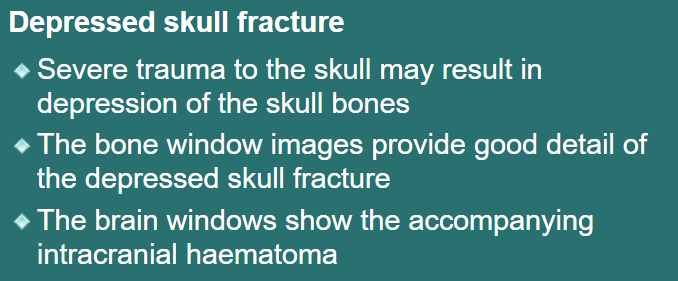 Depressed skull fracture
Severe trauma to the skull may result in
depression of the skull bones
The bone window images provide good detail of
the depressed skull fracture
The brain windows show the accompanying
intracranial haematoma